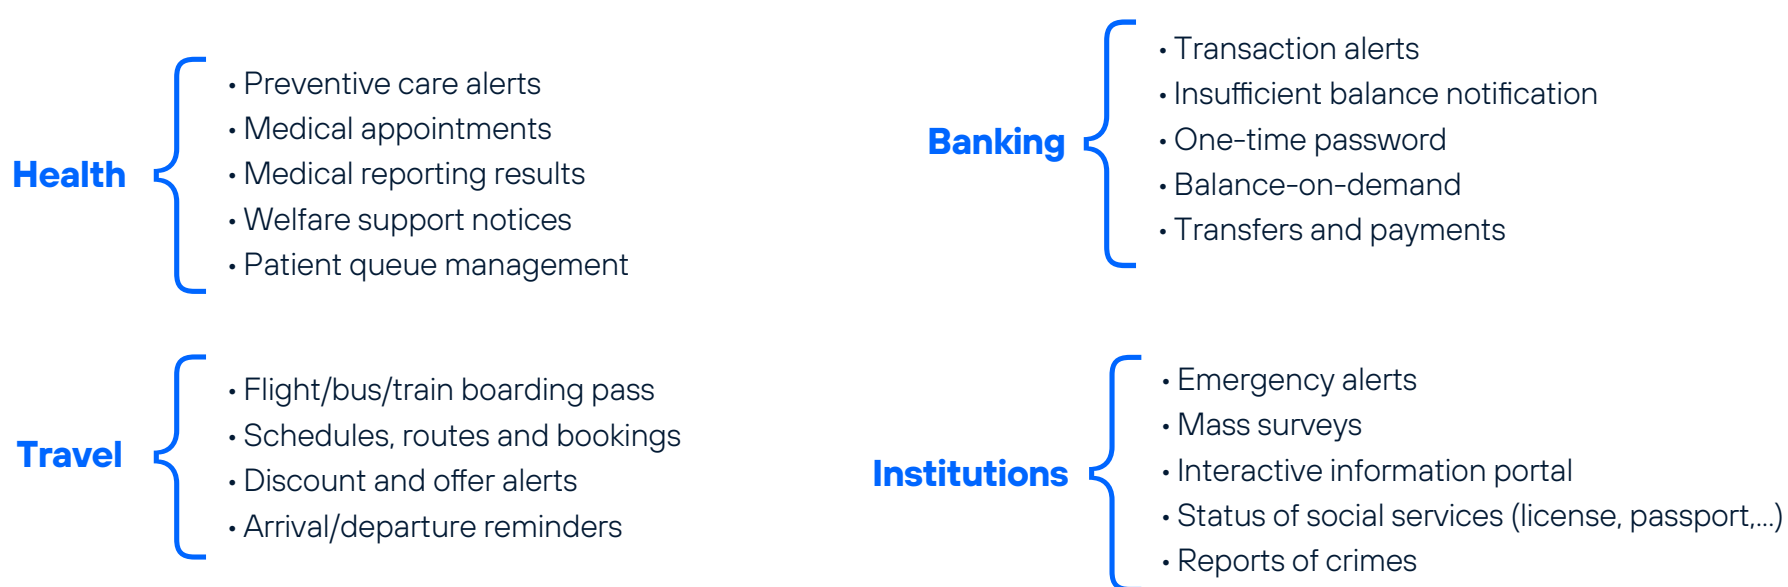 Health
• Preventive care alerts
• Medical appointments
• Medical reporting results
• Welfare support notices
• Patient queue management
Banking
• Transaction alerts
• Insufficient balance notification
• One-time password
• Balance-on-demand
• Transfers and payments
Travel
• Flight/bus/train boarding pass
• Schedules, routes and bookings
• Discount and offer alerts
• Arrival/departure reminders
Institutions
• Emergency alerts
• Mass surveys
• Interactive information portal
• Status of social services (license, passport,...)
• Reports of crimes